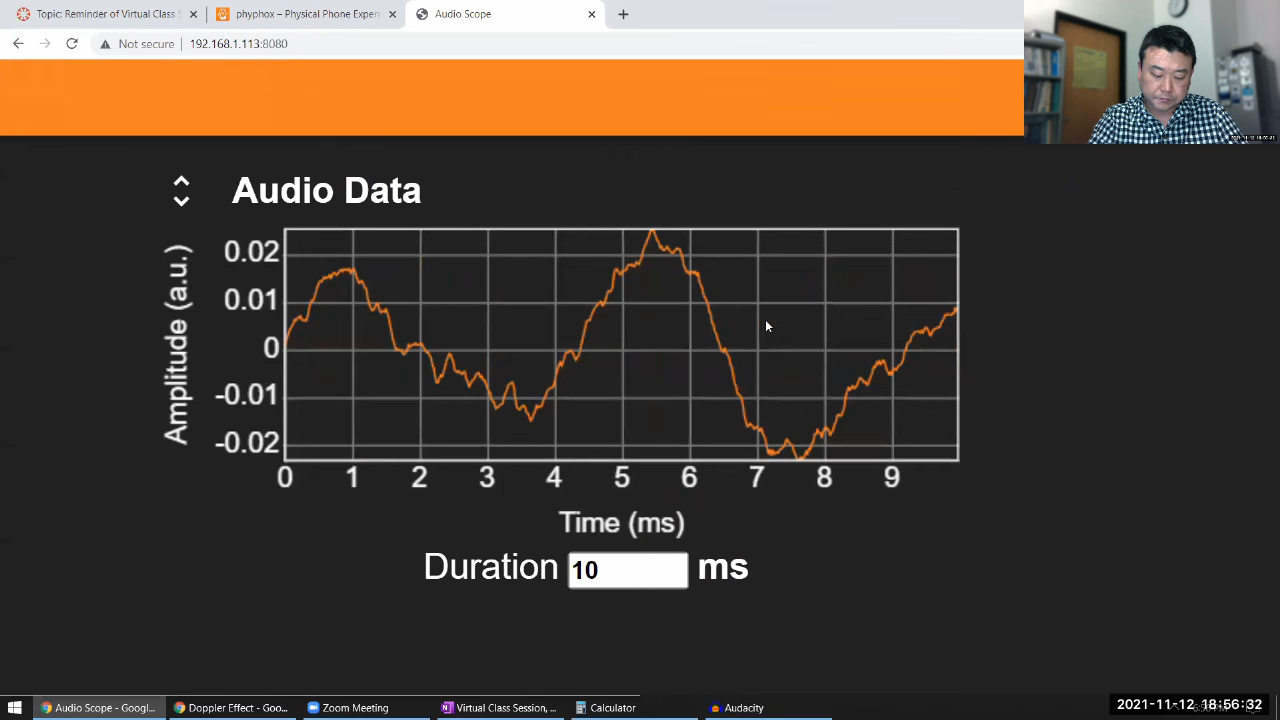 Topic: Reminder of Virtual Class S
phyphox – Physical Phone Experi
Audio Scope
Not secure
192.168.1.113:8080
Audio Data
Amplitude (a.u.)
0.02
0.01
0
-0.01
-0.02
0 1 2 3 4 5 6 7 8 9
Time (ms)
Duration 10 ms
Audio Scope - Googl...
Doppler Effect - Goo...
Zoom Meeting
Virtual Class Session, ...
Calculator
Audacity
2021-11-12 18:56:32